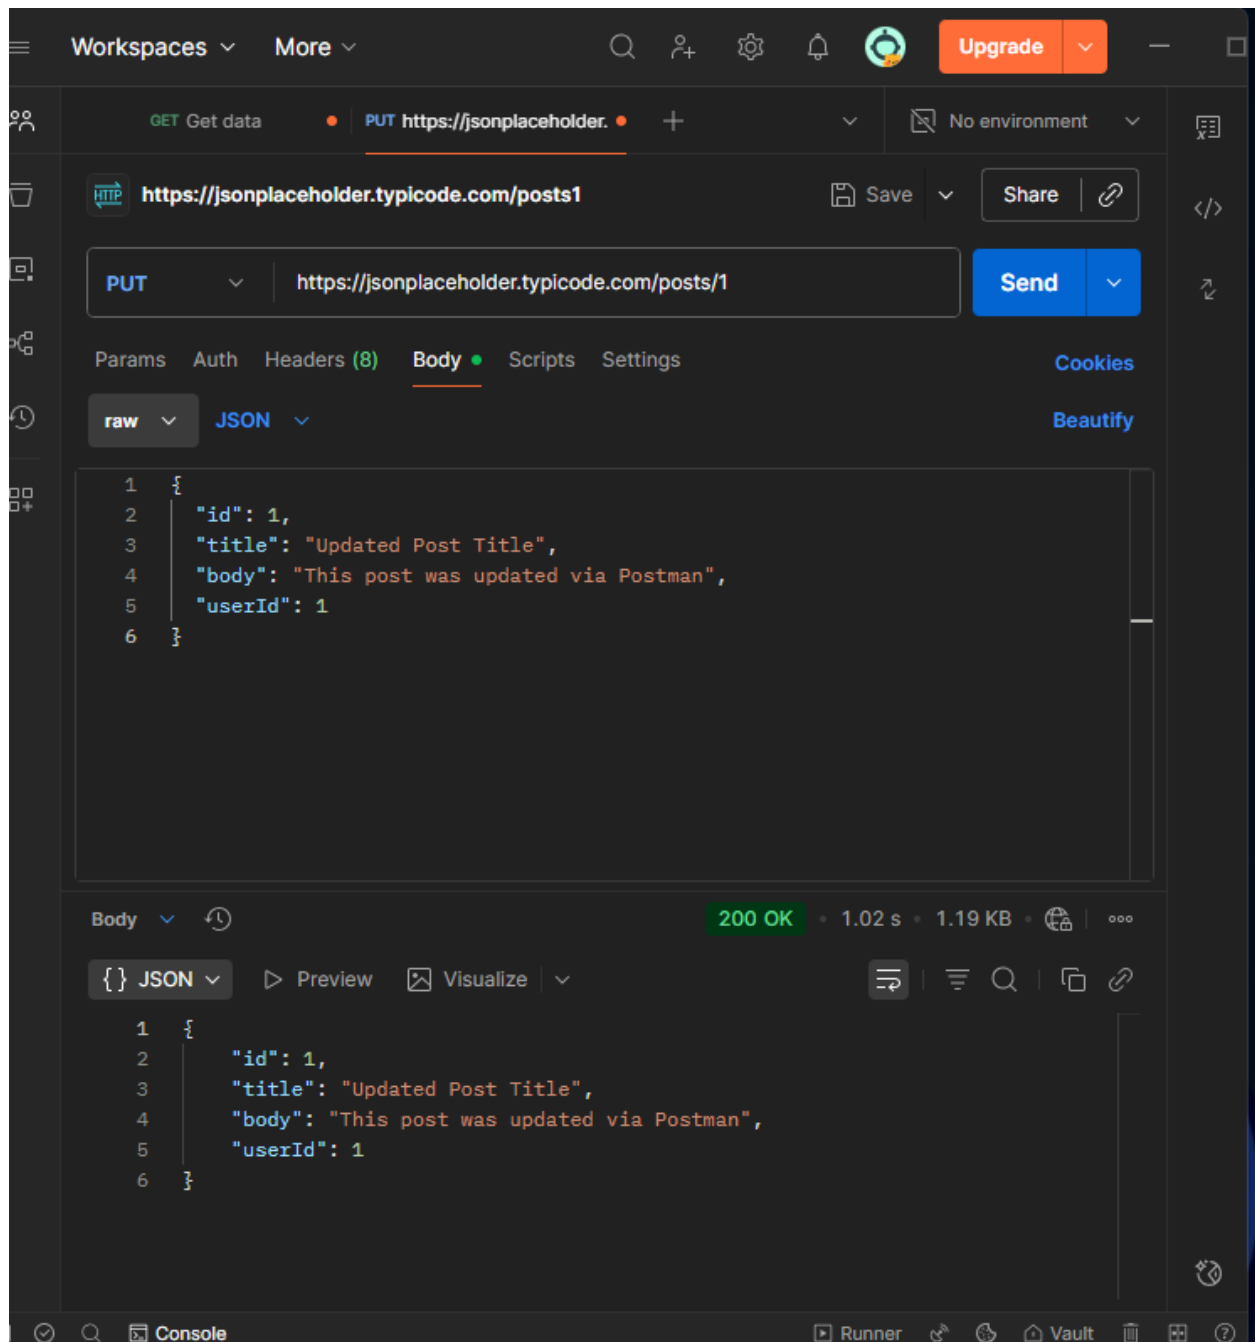 Workspaces More Upgrade
GET Get data PUT https://jsonplaceholder. No environment
HTTP https://jsonplaceholder.typicode.com/posts1 Save Share
PUT https://jsonplaceholder.typicode.com/posts/1 Send
Params Auth Headers (8) Body Scripts Settings Cookies
raw JSON Beautify
1 {
2 "id": 1,
3 "title": "Updated Post Title",
4 "body": "This post was updated via Postman",
5 "userId": 1
6 }
Body 200 OK • 1.02 s • 1.19 KB •
{} JSON Preview Visualize
1 {
2 "id": 1,
3 "title": "Updated Post Title",
4 "body": "This post was updated via Postman",
5 "userId": 1
6 }
Console Runner Vault